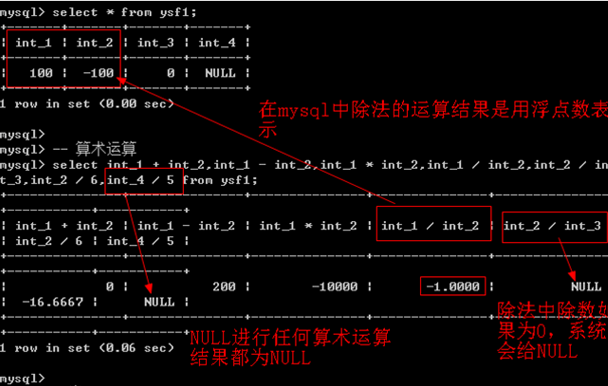 mysql> select * from ysf1;
| int_1 | int_2 | int_3 | int_4 |
| 100 | -100 | 0 | NULL |
1 row in set (0.00 sec)
在mysql中除法的运算结果是用浮点数表
示
mysql>
mysql> -- 算术运算
mysql> select int_1 + int_2,int_1 - int_2,int_1 * int_2,int_1 / int_2,int_2 / in
t_3,int_2 / 6,int_4 / 5 from ysf1;
| int_1 + int_2 | int_1 - int_2 | int_1 * int_2 | int_1 / int_2 | int_2 / int_3
| int_2 / 6 | int_4 / 5 |
| 0 | 200 | -10000 | -1.0000 | NULL
| -16.6667 | NULL |
NULL进行任何算术运算
结果都为NULL
除法中除数如
果为0，系统
会给NULL
1 row in set (0.06 sec)
mysql>